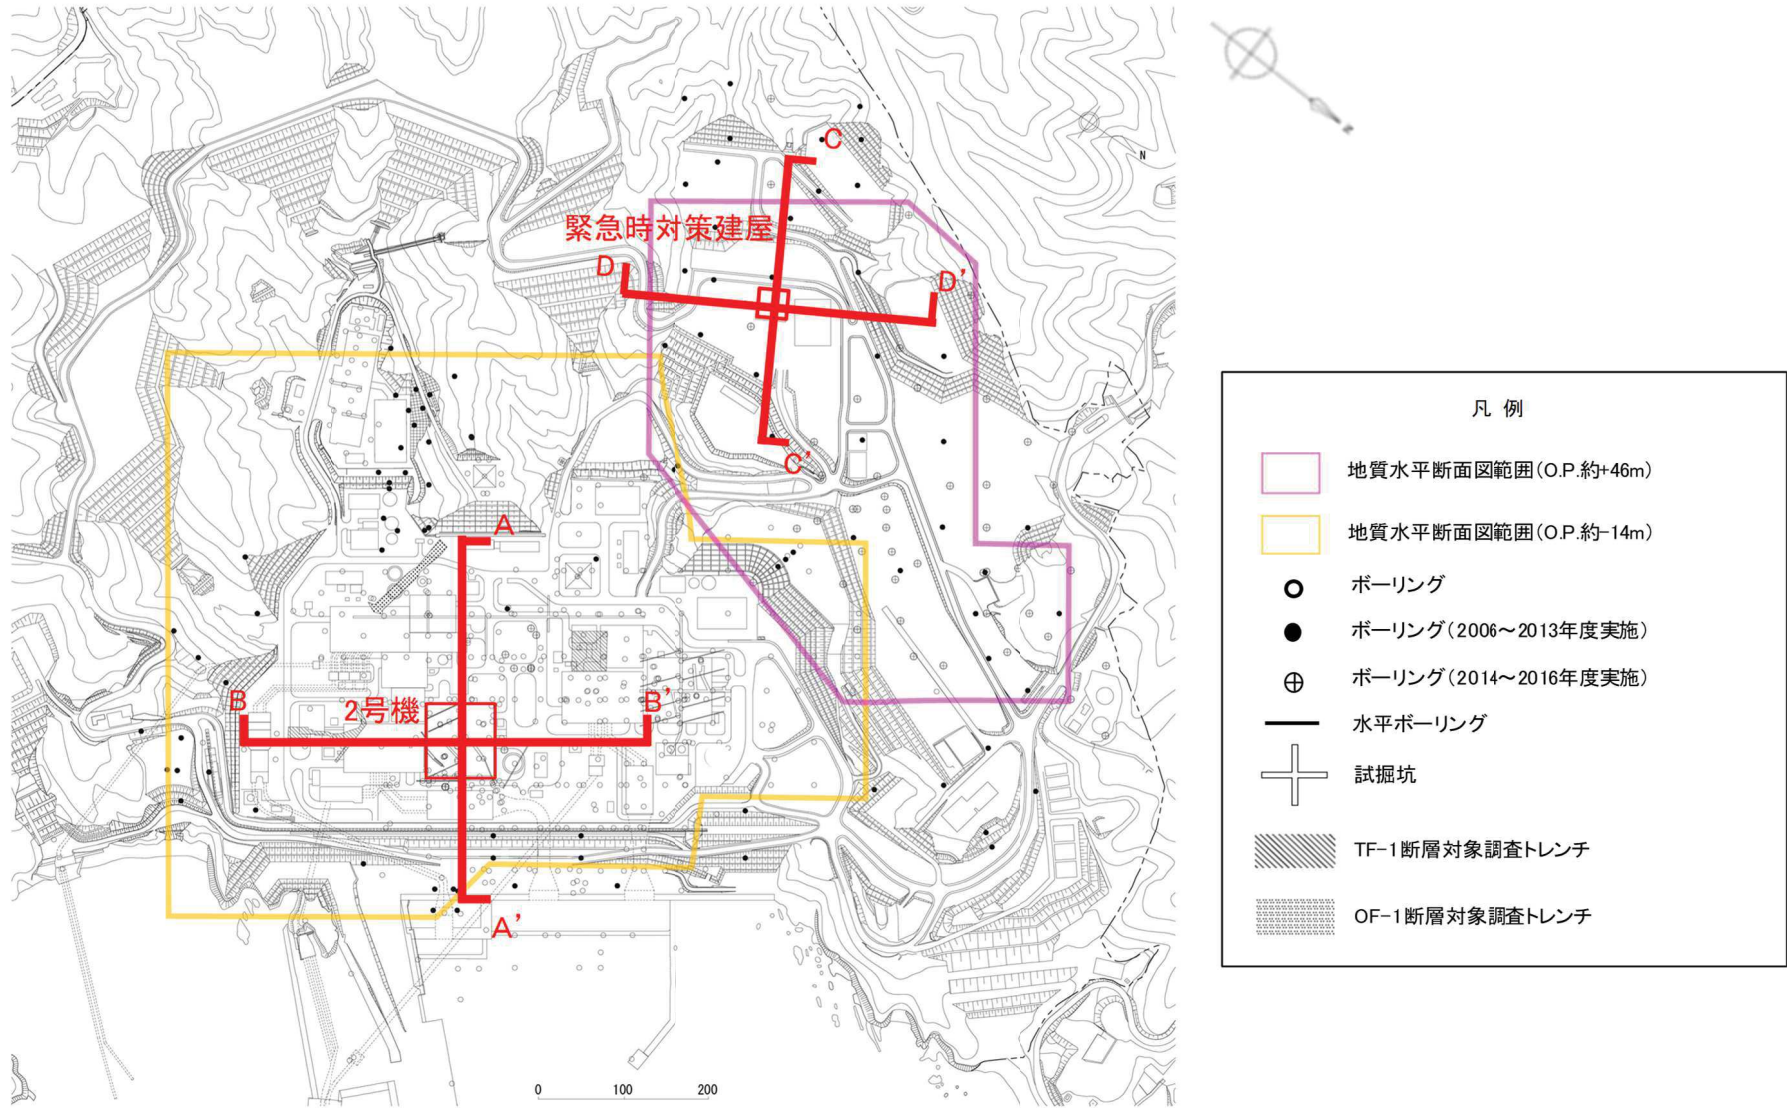 C
緊急時対策建屋
D
D'
C'
A
B
2号機
B'
A'
N
0 100 200
凡 例
地質水平断面図範囲(O.P.約+46m)
地質水平断面図範囲(O.P.約-14m)
ボーリング
ボーリング(2006~2013年度実施)
ボーリング(2014~2016年度実施)
水平ボーリング
試掘坑
TF-1断層対象調査トレンチ
OF-1断層対象調査トレンチ